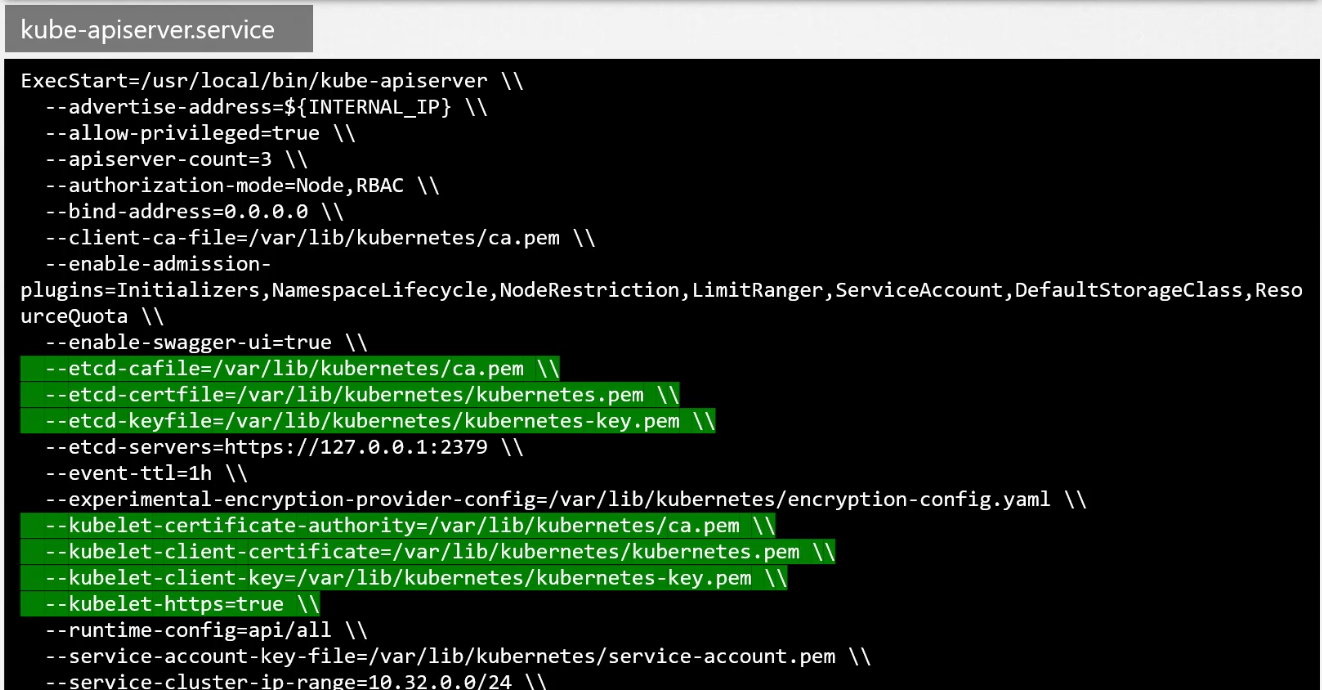 kube-apiserver.service
ExecStart=/usr/local/bin/kube-apiserver \\
--advertise-address=${INTERNAL_IP} \\
--allow-privileged=true \\
--apiserver-count=3 \\
--authorization-mode=Node,RBAC \\
--bind-address=0.0.0.0 \\
--client-ca-file=/var/lib/kubernetes/ca.pem \\
--enable-admission-
plugins=Initializers,NamespaceLifecycle,NodeRestriction,LimitRanger,ServiceAccount,DefaultStorageClass,Reso
urceQuota \\
--enable-swagger-ui=true \\
--etcd-cafile=/var/lib/kubernetes/ca.pem \\
--etcd-certfile=/var/lib/kubernetes/kubernetes.pem \\
--etcd-keyfile=/var/lib/kubernetes/kubernetes-key.pem \\
--etcd-servers=https://127.0.0.1:2379 \\
--event-ttl=1h \\
--experimental-encryption-provider-config=/var/lib/kubernetes/encryption-config.yaml \\
--kubelet-certificate-authority=/var/lib/kubernetes/ca.pem \\
--kubelet-client-certificate=/var/lib/kubernetes/kubernetes.pem \\
--kubelet-client-key=/var/lib/kubernetes/kubernetes-key.pem \\
--kubelet-https=true \\
--runtime-config=api/all \\
--service-account-key-file=/var/lib/kubernetes/service-account.pem \\
--service-cluster-ip-range=10.32.0.0/24 \\